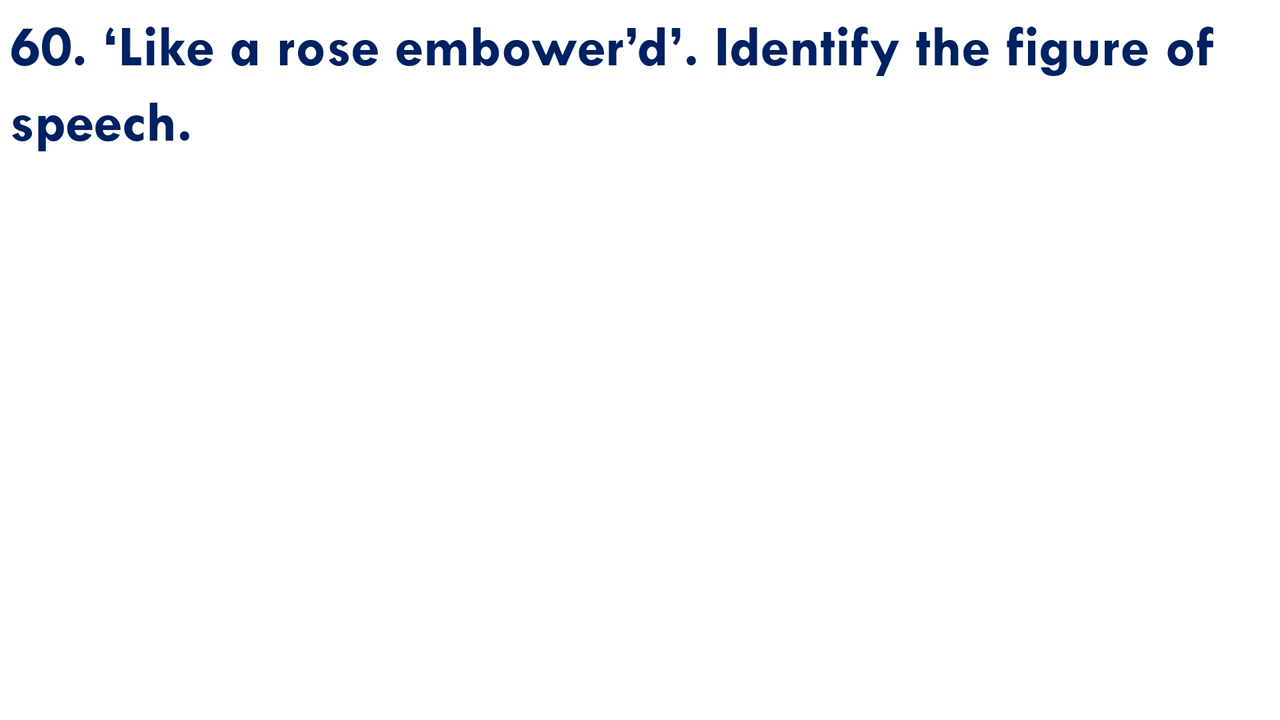 60. ‘Like a rose embower’d’. Identify the figure of
speech.